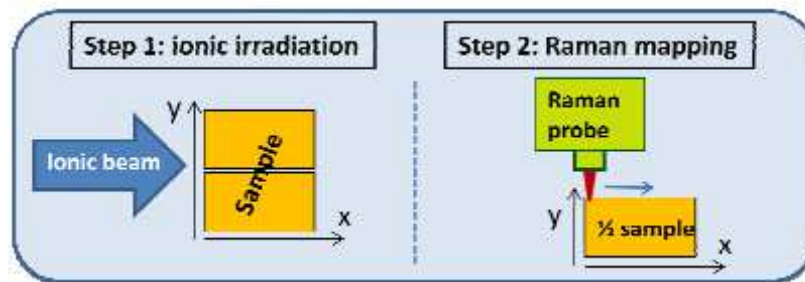 Step 1: ionic irradiation
Step 2: Raman mapping
Ionic beam
y
Sample
x
Raman
probe
y
½ sample
x